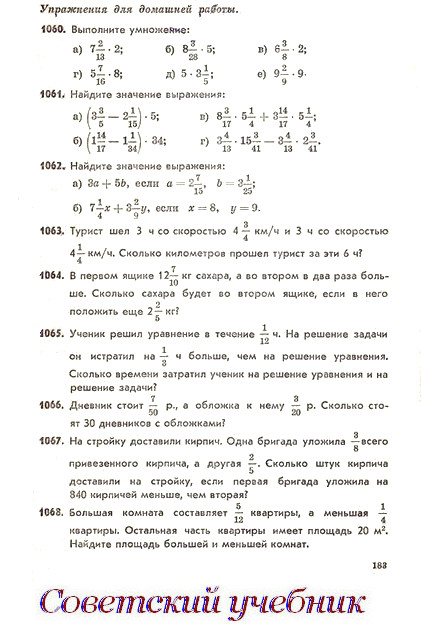 Упражнения для домашней работы.
1060. Выполните умножение:
а) 7 2/13 · 2; б) 8 3/28 · 5; в) 6 3/8 · 2;
г) 5 7/16 · 8; д) 5 · 3 1/5; е) 9 2/9 · 9.
1061. Найдите значение выражения:
а) (3 3/5 − 2 1/15) · 5; в) 8 3/17 · 5 1/4 + 3 14/17 · 5 1/4;
б) (1 14/17 − 1 1/34) · 34; г) 3 4/13 · 15 3/41 − 3 4/13 · 2 3/41.
1062. Найдите значение выражения:
а) 3a + 5b, если a = 2 7/15, b = 3 1/25;
б) 7 1/4 x + 3 2/9 y, если x = 8, y = 9.
1063. Турист шел 3 ч со скоростью 4 3/4 км/ч и 3 ч со скоростью
4 1/4 км/ч. Сколько километров прошел турист за эти 6 ч?
1064. В первом ящике 12 7/10 кг сахара, а во втором в два раза боль-
ше. Сколько сахара будет во втором ящике, если в него
положить еще 2 2/5 кг?
1065. Ученик решил уравнение в течение 1/12 ч. На решение задачи
он истратил на 1/3 ч больше, чем на решение уравнения.
Сколько времени затратил ученик на решение уравнения и на
решение задачи?
1066. Дневник стоит 7/50 р., а обложка к нему 3/20 р. Сколько сто-
ят 30 дневников с обложками?
1067. На стройку доставили кирпич. Одна бригада уложила 3/8 всего
привезенного кирпича, а другая 2/5. Сколько штук кирпича
доставили на стройку, если первая бригада уложила на
840 кирпичей меньше, чем вторая?
1068. Большая комната составляет 5/12 квартиры, а меньшая 1/4
квартиры. Остальная часть квартиры имеет площадь 20 м².
Найдите площадь большей и меньшей комнат.
183
Советский учебник